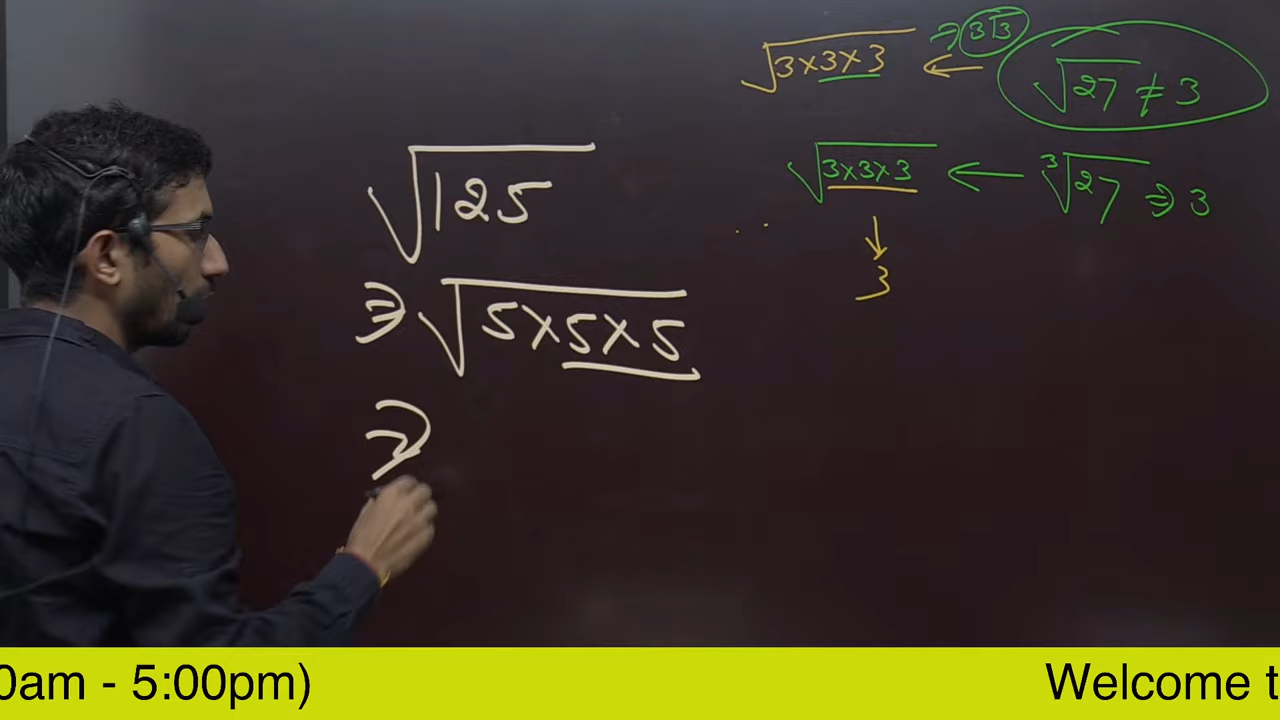 √125
⇒ √5×5×5
⇒
√3×3×3 ← √27 ≠ 3
⇒ 3√3
√3×3×3 ← ³√27 ⇒ 3
↓
3
0am - 5:00pm) Welcome t